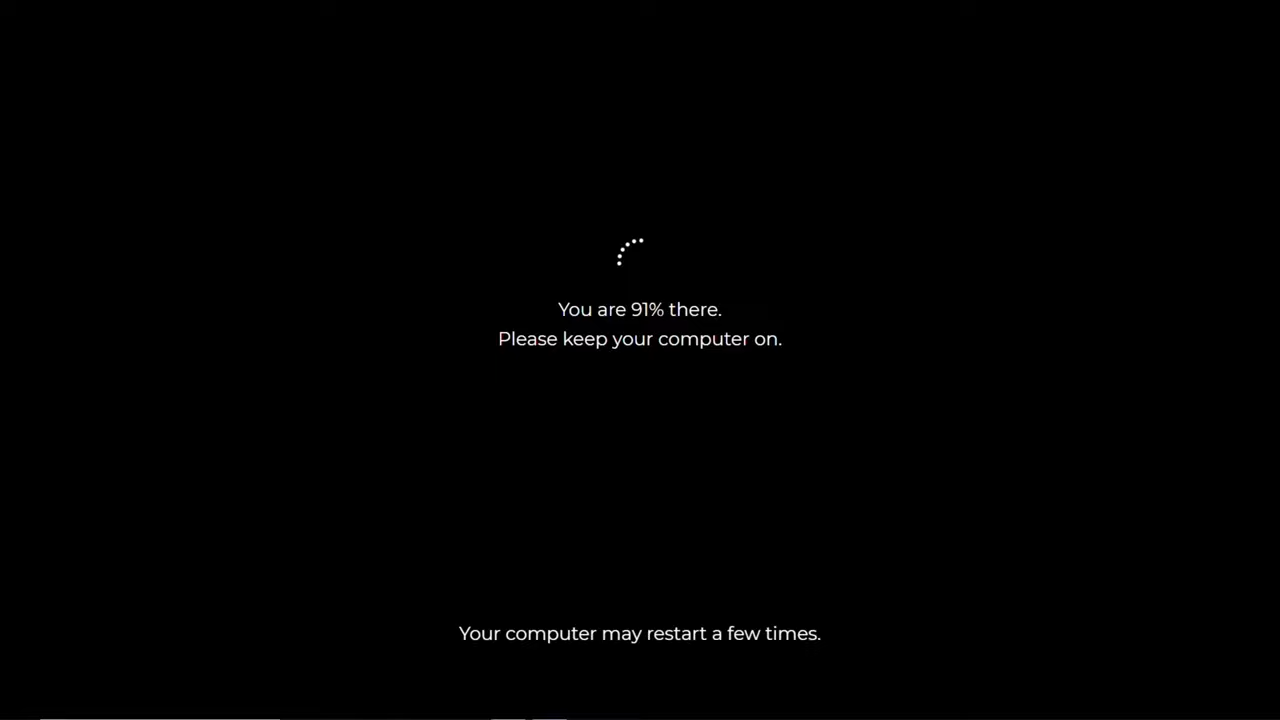 You are 91% there.
Please keep your computer on.
Your computer may restart a few times.